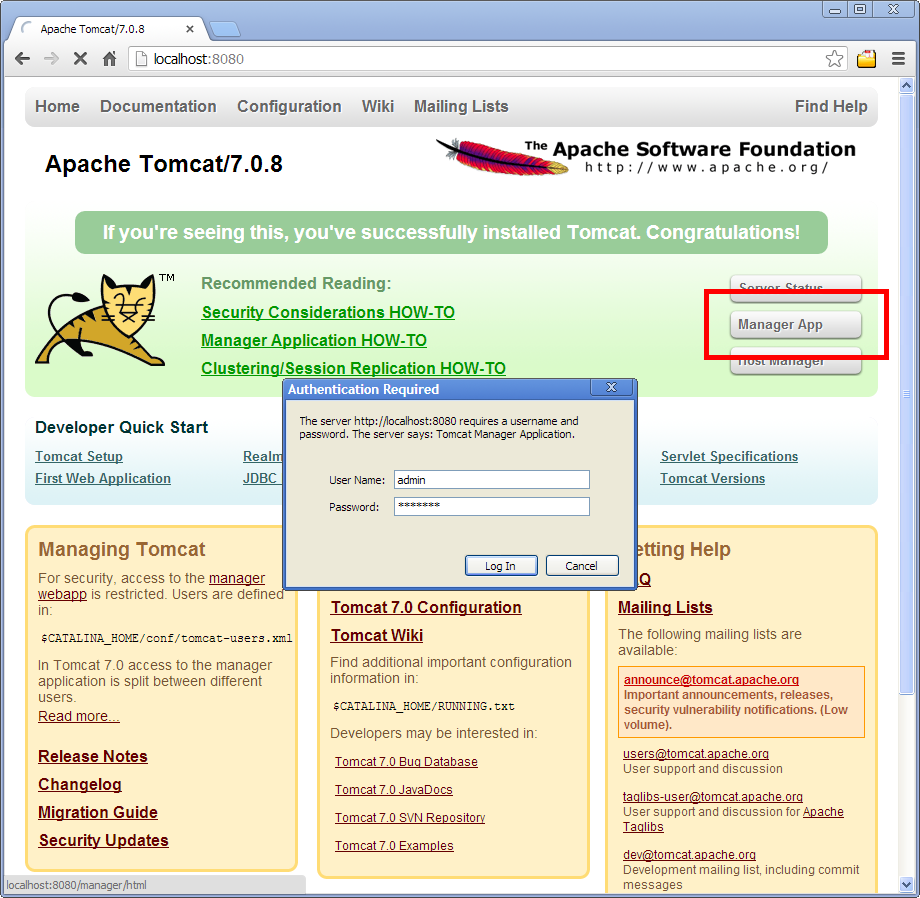 Apache Tomcat/7.0.8
localhost:8080
Home Documentation Configuration Wiki Mailing Lists Find Help
Apache Tomcat/7.0.8
The Apache Software Foundation
http://www.apache.org/
If you're seeing this, you've successfully installed Tomcat. Congratulations!
TM
Recommended Reading:
Security Considerations HOW-TO
Manager Application HOW-TO
Clustering/Session Replication HOW-TO
Server Status
Manager App
Host Manager
Authentication Required
The server http://localhost:8080 requires a username and
password. The server says: Tomcat Manager Application.
User Name: admin
Password: *******
Log In Cancel
Developer Quick Start
Tomcat Setup
First Web Application
Realm
JDBC
Servlet Specifications
Tomcat Versions
Managing Tomcat
For security, access to the manager
webapp is restricted. Users are defined
in:
$CATALINA_HOME/conf/tomcat-users.xml
In Tomcat 7.0 access to the manager
application is split between different
users.
Read more...
Release Notes
Changelog
Migration Guide
Security Updates
Tomcat 7.0 Configuration
Tomcat Wiki
Find additional important configuration
information in:
$CATALINA_HOME/RUNNING.txt
Developers may be interested in:
Tomcat 7.0 Bug Database
Tomcat 7.0 JavaDocs
Tomcat 7.0 SVN Repository
Tomcat 7.0 Examples
etting Help
Q
Mailing Lists
The following mailing lists are
available:
announce@tomcat.apache.org
Important announcements, releases,
security vulnerability notifications. (Low
volume).
users@tomcat.apache.org
User support and discussion
taglibs-user@tomcat.apache.org
User support and discussion for Apache
Taglibs
dev@tomcat.apache.org
Development mailing list, including commit
messages
localhost:8080/manager/html